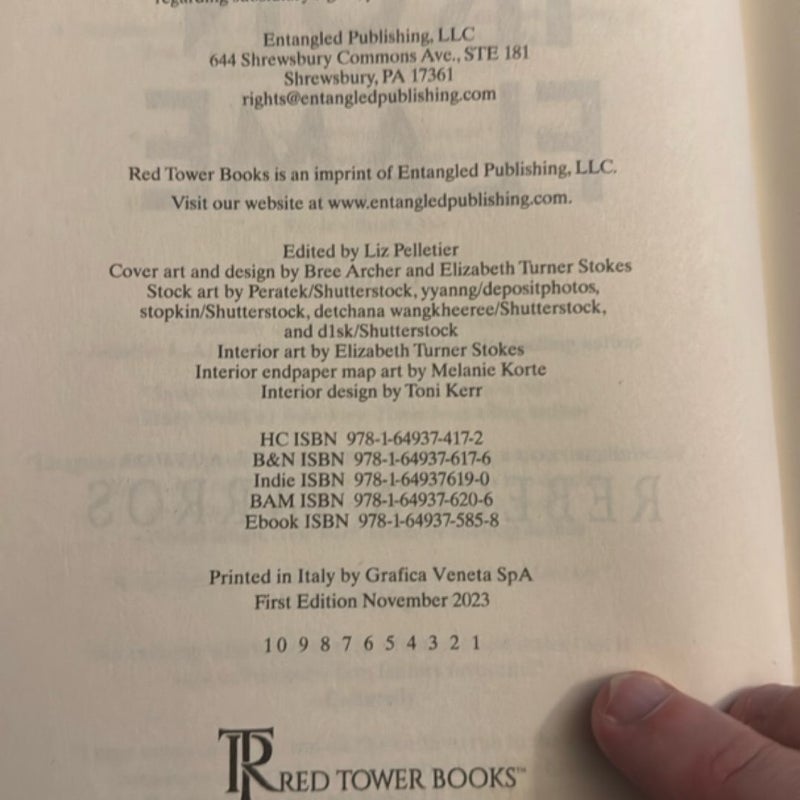 Entangled Publishing, LLC
644 Shrewsbury Commons Ave., STE 181
Shrewsbury, PA 17361
rights@entangledpublishing.com
Red Tower Books is an imprint of Entangled Publishing, LLC.
Visit our website at www.entangledpublishing.com.
Edited by Liz Pelletier
Cover art and design by Bree Archer and Elizabeth Turner Stokes
Stock art by Peratek/Shutterstock, yyanng/depositphotos,
stopkin/Shutterstock, detchana wangkheeree/Shutterstock,
and d1sk/Shutterstock
Interior art by Elizabeth Turner Stokes
Interior endpaper map art by Melanie Korte
Interior design by Toni Kerr
HC ISBN 978-1-64937-417-2
B&N ISBN 978-1-64937-617-6
Indie ISBN 978-1-64937619-0
BAM ISBN 978-1-64937-620-6
Ebook ISBN 978-1-64937-585-8
Printed in Italy by Grafica Veneta SpA
First Edition November 2023
10 9 8 7 6 5 4 3 2 1
TR RED TOWER BOOKS™